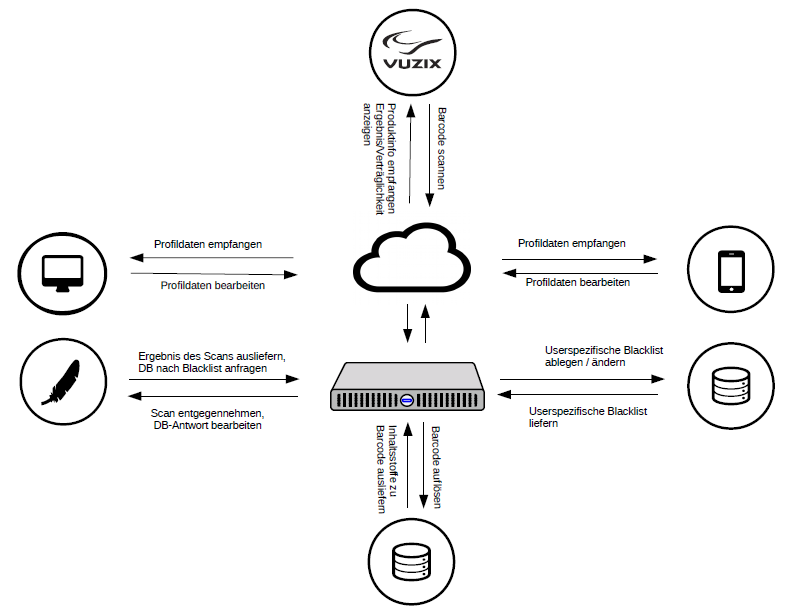 VUZIX
Produktinfo empfangen
Ergebnis/Verträglichkeit
anzeigen
Barcode scannen
Profildaten empfangen
Profildaten bearbeiten
Profildaten empfangen
Profildaten bearbeiten
Ergebnis des Scans ausliefern,
DB nach Blacklist anfragen
Scan entgegennehmen,
DB-Antwort bearbeiten
Userspezifische Blacklist
ablegen / ändern
Userspezifische Blacklist
liefern
Inhaltsstoffe zu
Barcode ausliefern
Barcode auflösen